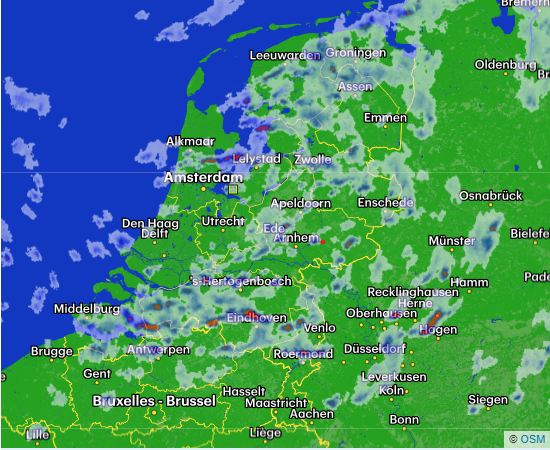 Bremerh
Leeuwarden
Groningen
Oldenburg
Br
Assen
Emmen
Alkmaar
Lelystad
Zwolle
Amsterdam
Osnabrück
Apeldoorn
Enschede
Den Haag
Utrecht
Delft
Ede
Arnhem
Münster
Bielefe
's-Hertogenbosch
Hamm
Pade
Recklinghausen
Herne
Middelburg
Eindhoven
Oberhausen
Venlo
Hagen
Brugge
Antwerpen
Roermond
Düsseldorf
e
Gent
Leverkusen
Hasselt
Köln
Bruxelles - Brussel
Maastricht
Siegen
Aachen
Bonn
Lille
Liège
© OSM